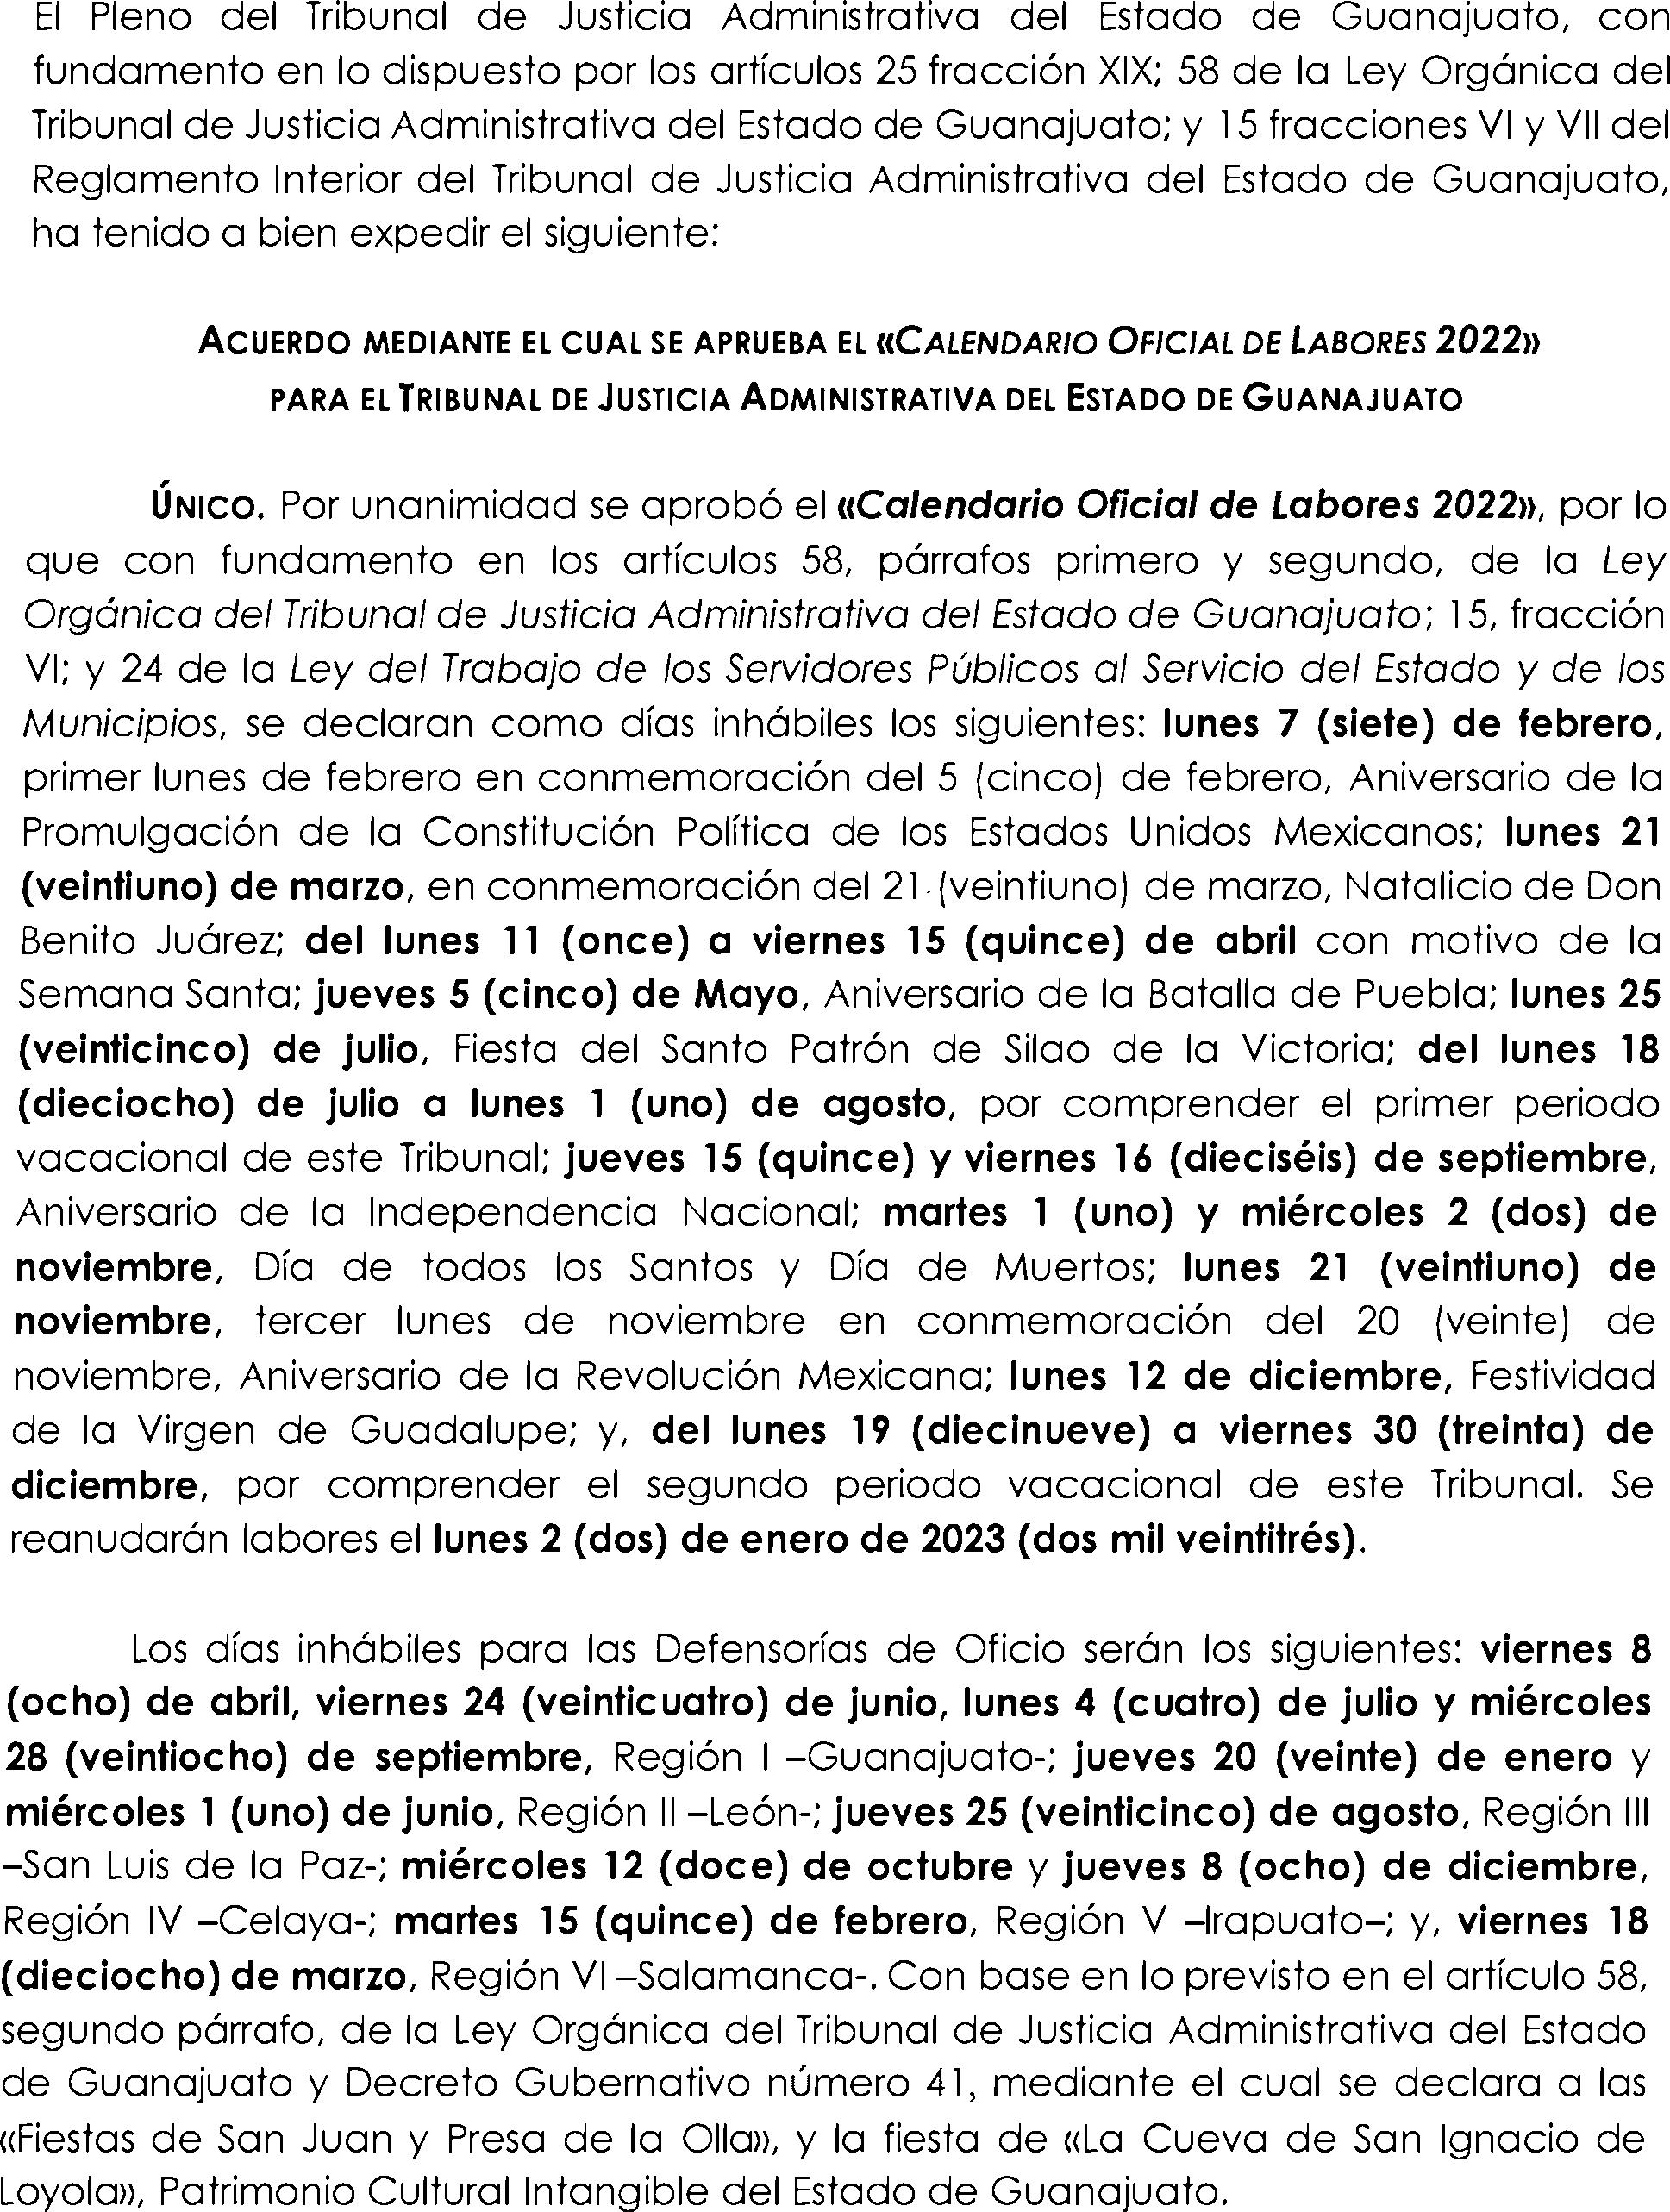 El Pleno del Tribunal de Justicia Administrativa del Estado de Guanajuato, con
fundamento en lo dispuesto por los artículos 25 fracción XIX; 58 de la Ley Orgánica del
Tribunal de Justicia Administrativa del Estado de Guanajuato; y 15 fracciones VI y VII del
Reglamento Interior del Tribunal de Justicia Administrativa del Estado de Guanajuato,
ha tenido a bien expedir el siguiente:
ACUERDO MEDIANTE EL CUAL SE APRUEBA EL «CALENDARIO OFICIAL DE LABORES 2022»
PARA EL TRIBUNAL DE JUSTICIA ADMINISTRATIVA DEL ESTADO DE GUANAJUATO
ÚNICO. Por unanimidad se aprobó el «Calendario Oficial de Labores 2022», por lo
que con fundamento en los artículos 58, párrafos primero y segundo, de la Ley
Orgánica del Tribunal de Justicia Administrativa del Estado de Guanajuato; 15, fracción
VI; y 24 de la Ley del Trabajo de los Servidores Públicos al Servicio del Estado y de los
Municipios, se declaran como días inhábiles los siguientes: lunes 7 (siete) de febrero,
primer lunes de febrero en conmemoración del 5 (cinco) de febrero, Aniversario de la
Promulgación de la Constitución Política de los Estados Unidos Mexicanos; lunes 21
(veintiuno) de marzo, en conmemoración del 21 (veintiuno) de marzo, Natalicio de Don
Benito Juárez; del lunes 11 (once) a viernes 15 (quince) de abril con motivo de la
Semana Santa; jueves 5 (cinco) de Mayo, Aniversario de la Batalla de Puebla; lunes 25
(veinticinco) de julio, Fiesta del Santo Patrón de Silao de la Victoria; del lunes 18
(dieciocho) de julio a lunes 1 (uno) de agosto, por comprender el primer periodo
vacacional de este Tribunal; jueves 15 (quince) y viernes 16 (dieciséis) de septiembre,
Aniversario de la Independencia Nacional; martes 1 (uno) y miércoles 2 (dos) de
noviembre, Día de todos los Santos y Día de Muertos; lunes 21 (veintiuno) de
noviembre, tercer lunes de noviembre en conmemoración del 20 (veinte) de
noviembre, Aniversario de la Revolución Mexicana; lunes 12 de diciembre, Festividad
de la Virgen de Guadalupe; y, del lunes 19 (diecinueve) a viernes 30 (treinta) de
diciembre, por comprender el segundo periodo vacacional de este Tribunal. Se
reanudarán labores el lunes 2 (dos) de enero de 2023 (dos mil veintitrés).
Los días inhábiles para las Defensorías de Oficio serán los siguientes: viernes 8
(ocho) de abril, viernes 24 (veinticuatro) de junio, lunes 4 (cuatro) de julio y miércoles
28 (veintiocho) de septiembre, Región I –Guanajuato-; jueves 20 (veinte) de enero y
miércoles 1 (uno) de junio, Región II –León-; jueves 25 (veinticinco) de agosto, Región III
–San Luis de la Paz-; miércoles 12 (doce) de octubre y jueves 8 (ocho) de diciembre,
Región IV –Celaya-; martes 15 (quince) de febrero, Región V –Irapuato–; y, viernes 18
(dieciocho) de marzo, Región VI –Salamanca-. Con base en lo previsto en el artículo 58,
segundo párrafo, de la Ley Orgánica del Tribunal de Justicia Administrativa del Estado
de Guanajuato y Decreto Gubernativo número 41, mediante el cual se declara a las
«Fiestas de San Juan y Presa de la Olla», y la fiesta de «La Cueva de San Ignacio de
Loyola», Patrimonio Cultural Intangible del Estado de Guanajuato.